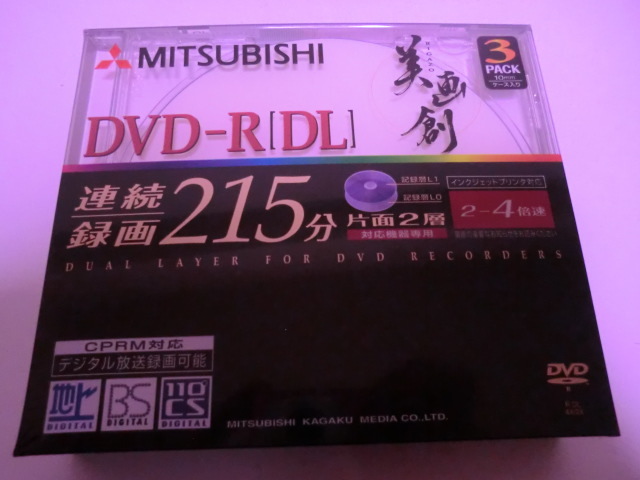 MITSUBISHI
BIGASO
美画創
3
PACK
10mm
ケース入り
DVD-R[DL]
連続
録画
215分
記録層L1
記録層L0
片面2層
対応機器専用
インクジェットプリンタ対応
2-4倍速
DUAL LAYER FOR DVD RECORDERS
CPRM対応
デジタル放送録画可能
地上
DIGITAL
BS
DIGITAL
110
CS
DIGITAL
MITSUBISHI KAGAKU MEDIA CO.,LTD.
DVD
R